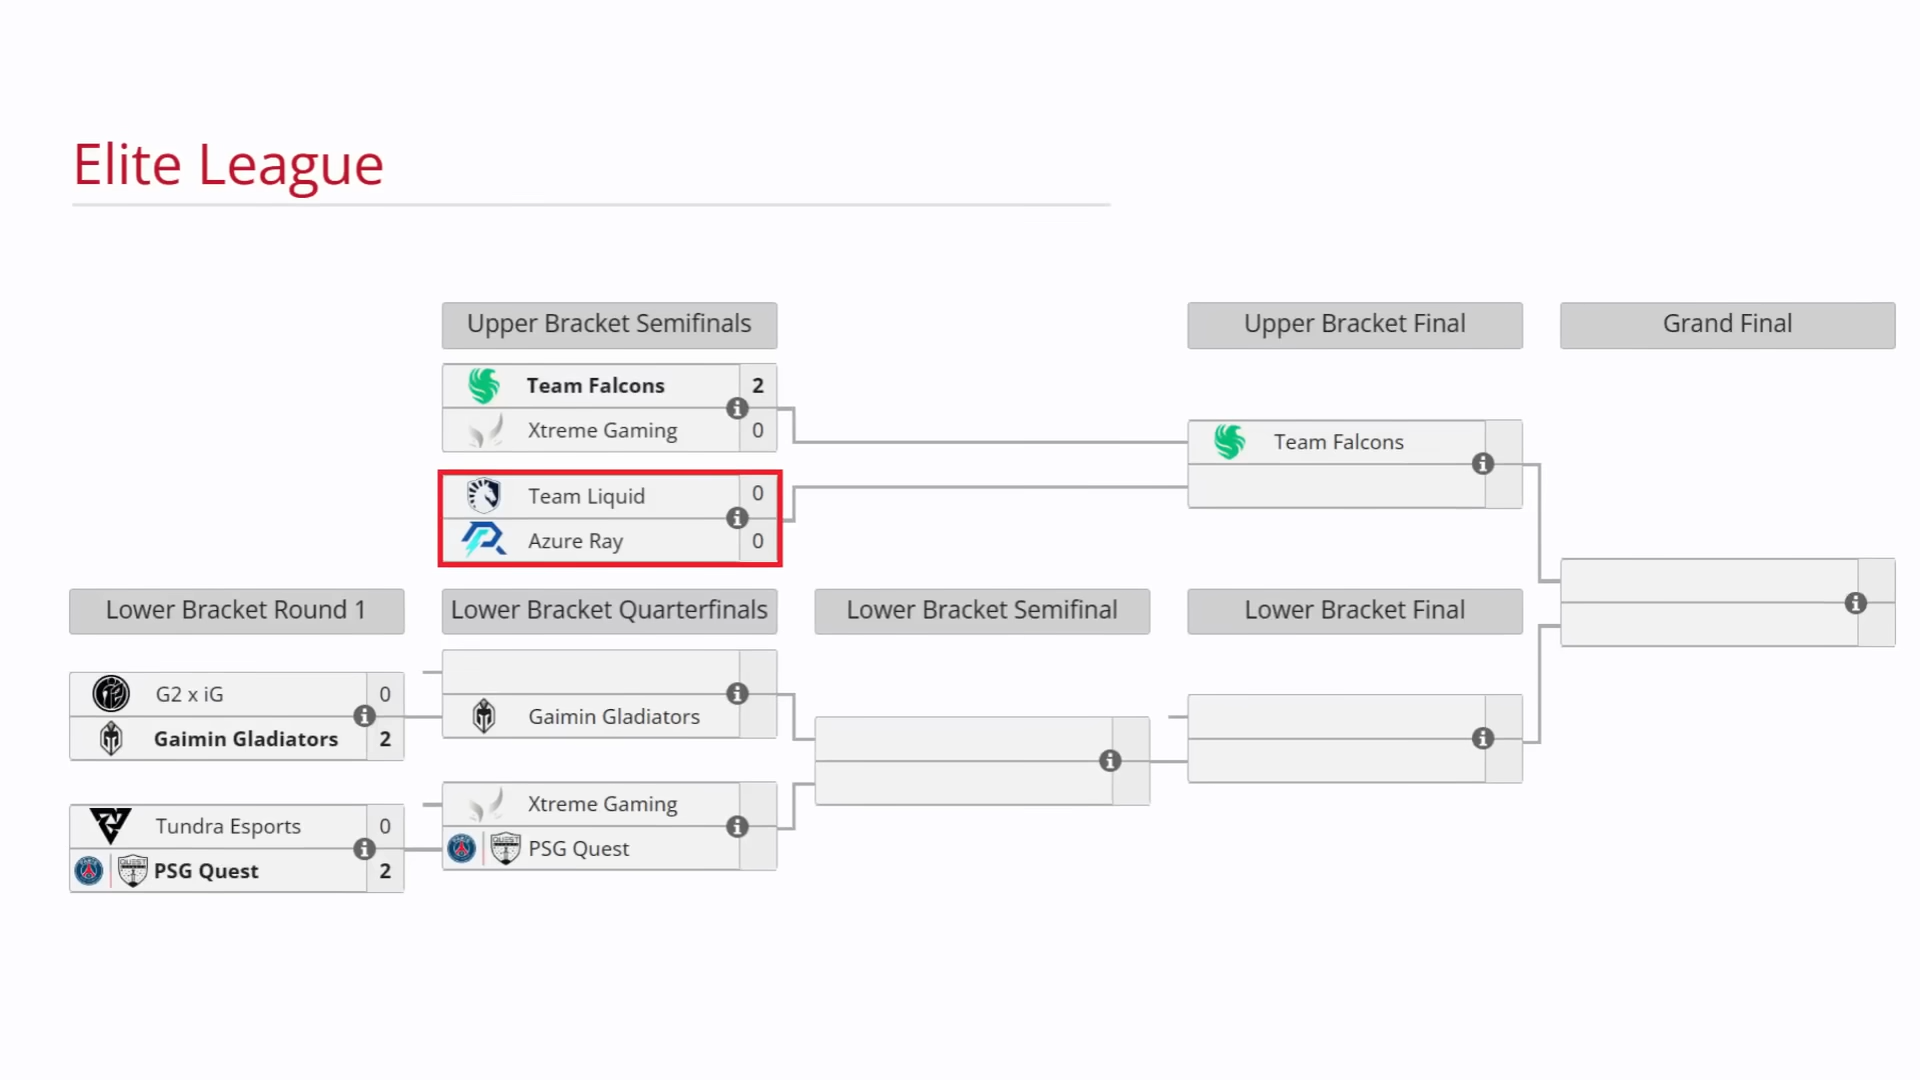 Elite League
Upper Bracket Semifinals
Upper Bracket Final
Grand Final
Team Falcons 2
Xtreme Gaming 0
Team Falcons
Team Liquid 0
Azure Ray 0
Lower Bracket Round 1
Lower Bracket Quarterfinals
Lower Bracket Semifinal
Lower Bracket Final
G2 x iG 0
Gaimin Gladiators 2
Gaimin Gladiators
Tundra Esports 0
PSG Quest 2
Xtreme Gaming
PSG Quest